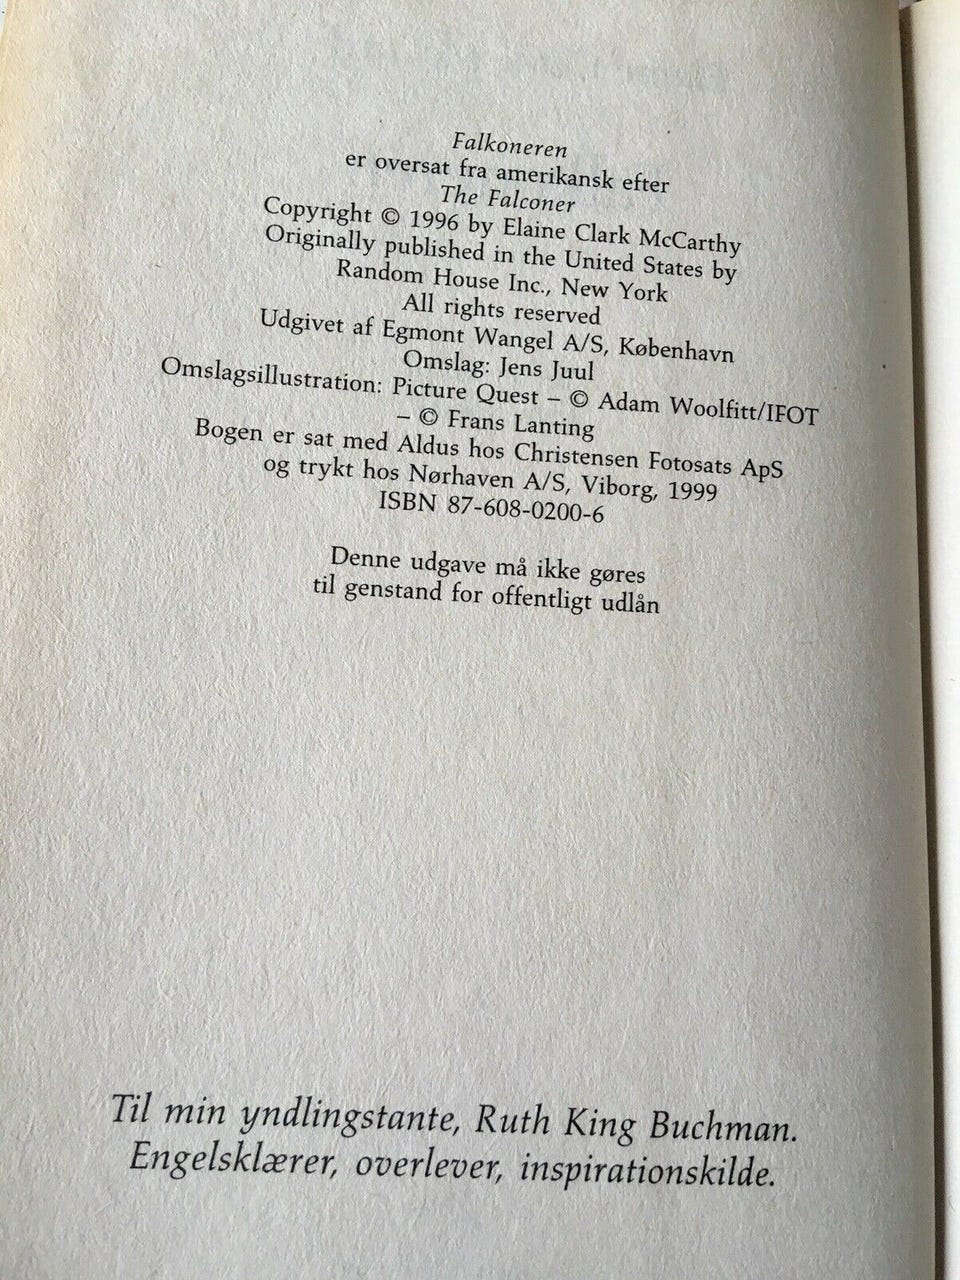 Falkoneren
er oversat fra amerikansk efter
The Falconer
Copyright © 1996 by Elaine Clark McCarthy
Originally published in the United States by
Random House Inc., New York
All rights reserved
Udgivet af Egmont Wangel A/S, København
Omslag: Jens Juul
Omslagsillustration: Picture Quest – © Adam Woolfitt/IFOT
– © Frans Lanting
Bogen er sat med Aldus hos Christensen Fotosats ApS
og trykt hos Nørhaven A/S, Viborg, 1999
ISBN 87-608-0200-6
Denne udgave må ikke gøres
til genstand for offentligt udlån
Til min yndlingstante, Ruth King Buchman.
Engelsklærer, overlever, inspirationskilde.